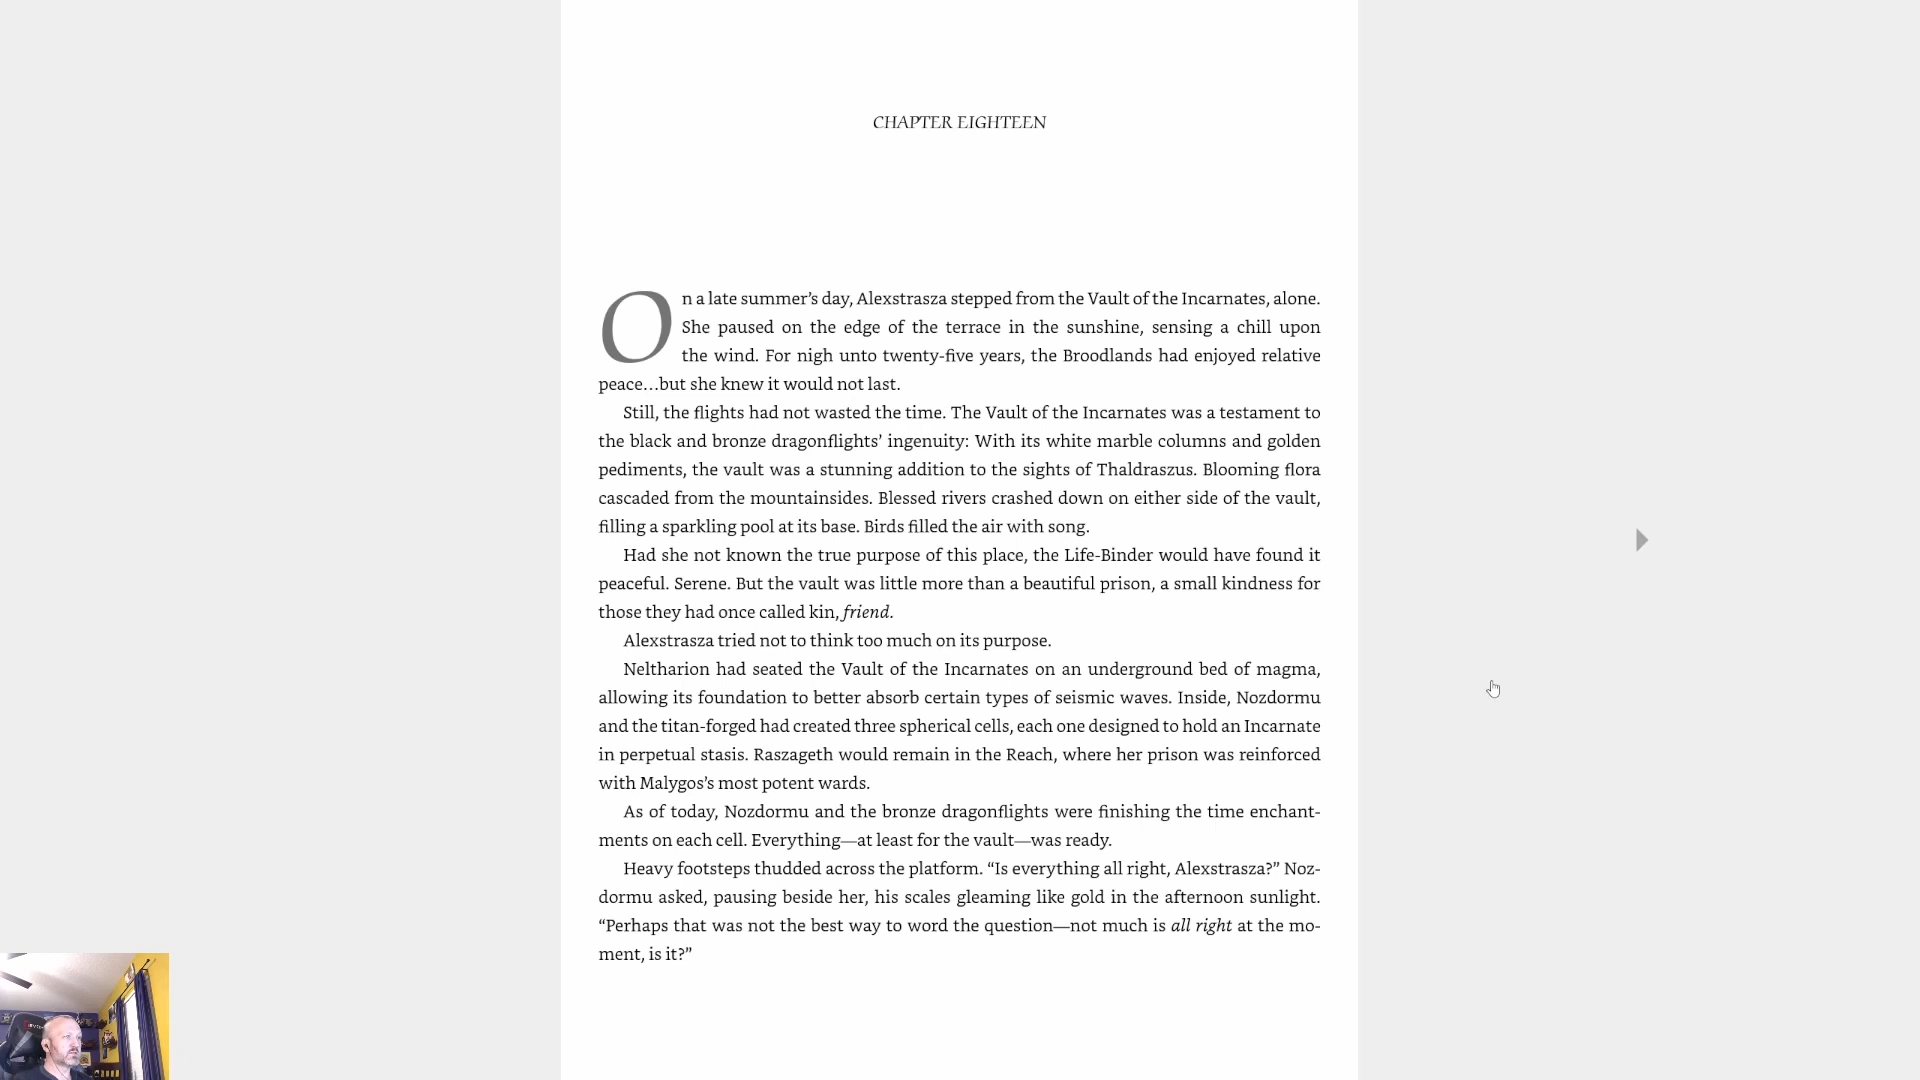 CHAPTER EIGHTEEN
On a late summer’s day, Alexstrasza stepped from the Vault of the Incarnates, alone.
She paused on the edge of the terrace in the sunshine, sensing a chill upon
the wind. For nigh unto twenty-five years, the Broodlands had enjoyed relative
peace…but she knew it would not last.
Still, the flights had not wasted the time. The Vault of the Incarnates was a testament to
the black and bronze dragonflights’ ingenuity: With its white marble columns and golden
pediments, the vault was a stunning addition to the sights of Thaldraszus. Blooming flora
cascaded from the mountainsides. Blessed rivers crashed down on either side of the vault,
filling a sparkling pool at its base. Birds filled the air with song.
Had she not known the true purpose of this place, the Life-Binder would have found it
peaceful. Serene. But the vault was little more than a beautiful prison, a small kindness for
those they had once called kin, friend.
Alexstrasza tried not to think too much on its purpose.
Neltharion had seated the Vault of the Incarnates on an underground bed of magma,
allowing its foundation to better absorb certain types of seismic waves. Inside, Nozdormu
and the titan-forged had created three spherical cells, each one designed to hold an Incarnate
in perpetual stasis. Raszageth would remain in the Reach, where her prison was reinforced
with Malygos’s most potent wards.
As of today, Nozdormu and the bronze dragonflights were finishing the time enchant-
ments on each cell. Everything—at least for the vault—was ready.
Heavy footsteps thudded across the platform. “Is everything all right, Alexstrasza?” Noz-
dormu asked, pausing beside her, his scales gleaming like gold in the afternoon sunlight.
“Perhaps that was not the best way to word the question—not much is all right at the mo-
ment, is it?”